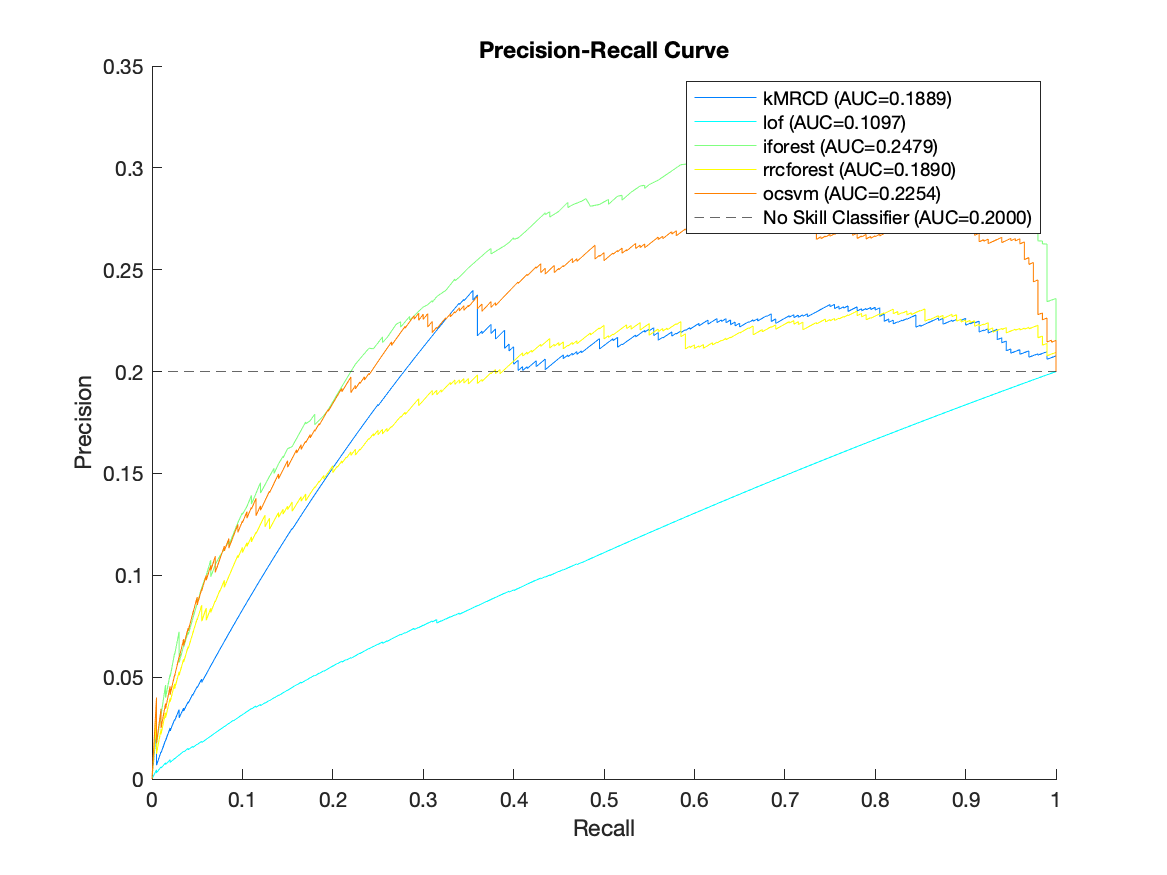 Precision-Recall Curve
0.35
0.3
0.25
0.2
0.15
0.1
0.05
0
Precision
kMRCD (AUC=0.1889)
lof (AUC=0.1097)
iforest (AUC=0.2479)
rrcforest (AUC=0.1890)
ocsvm (AUC=0.2254)
No Skill Classifier (AUC=0.2000)
0 0.1 0.2 0.3 0.4 0.5 0.6 0.7 0.8 0.9 1
Recall